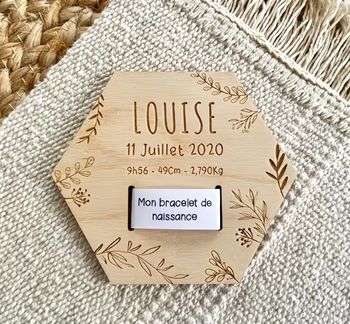 LOUISE
11 Juillet 2020
9h56 - 49Cm - 2,790Kg
Mon bracelet de
naissance